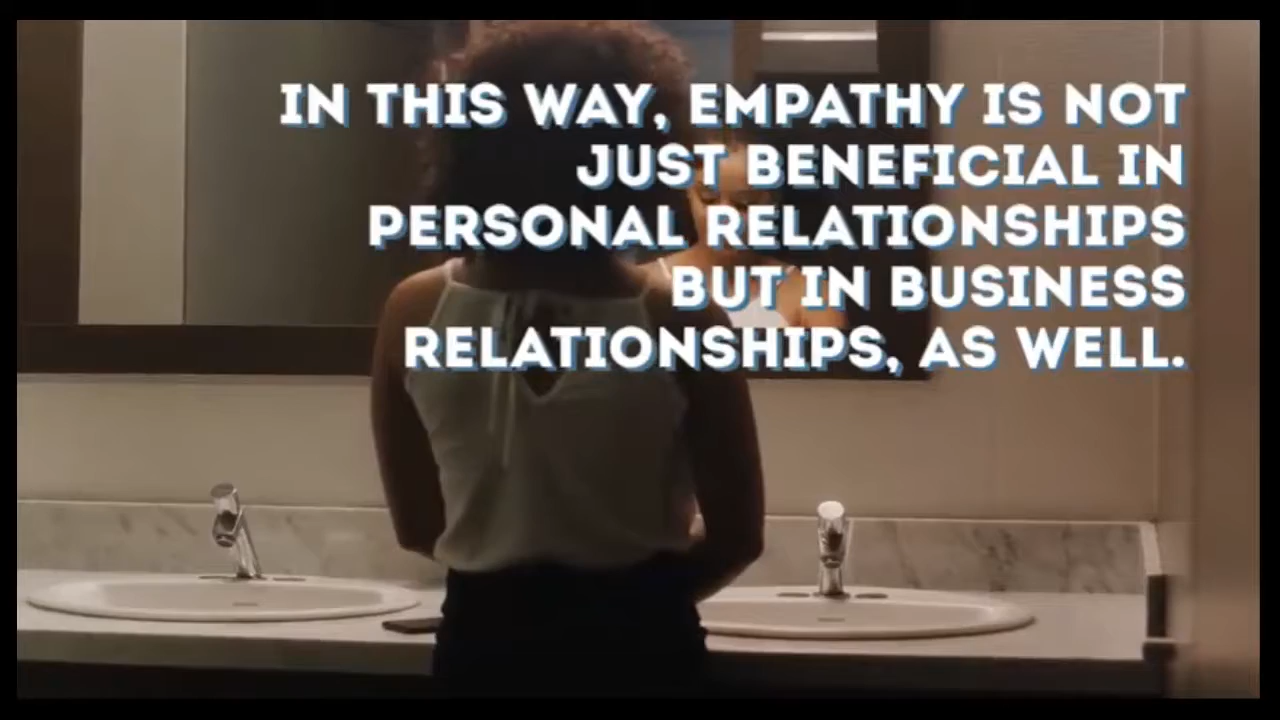 IN THIS WAY, EMPATHY IS NOT
JUST BENEFICIAL IN
PERSONAL RELATIONSHIPS
BUT IN BUSINESS
RELATIONSHIPS, AS WELL.